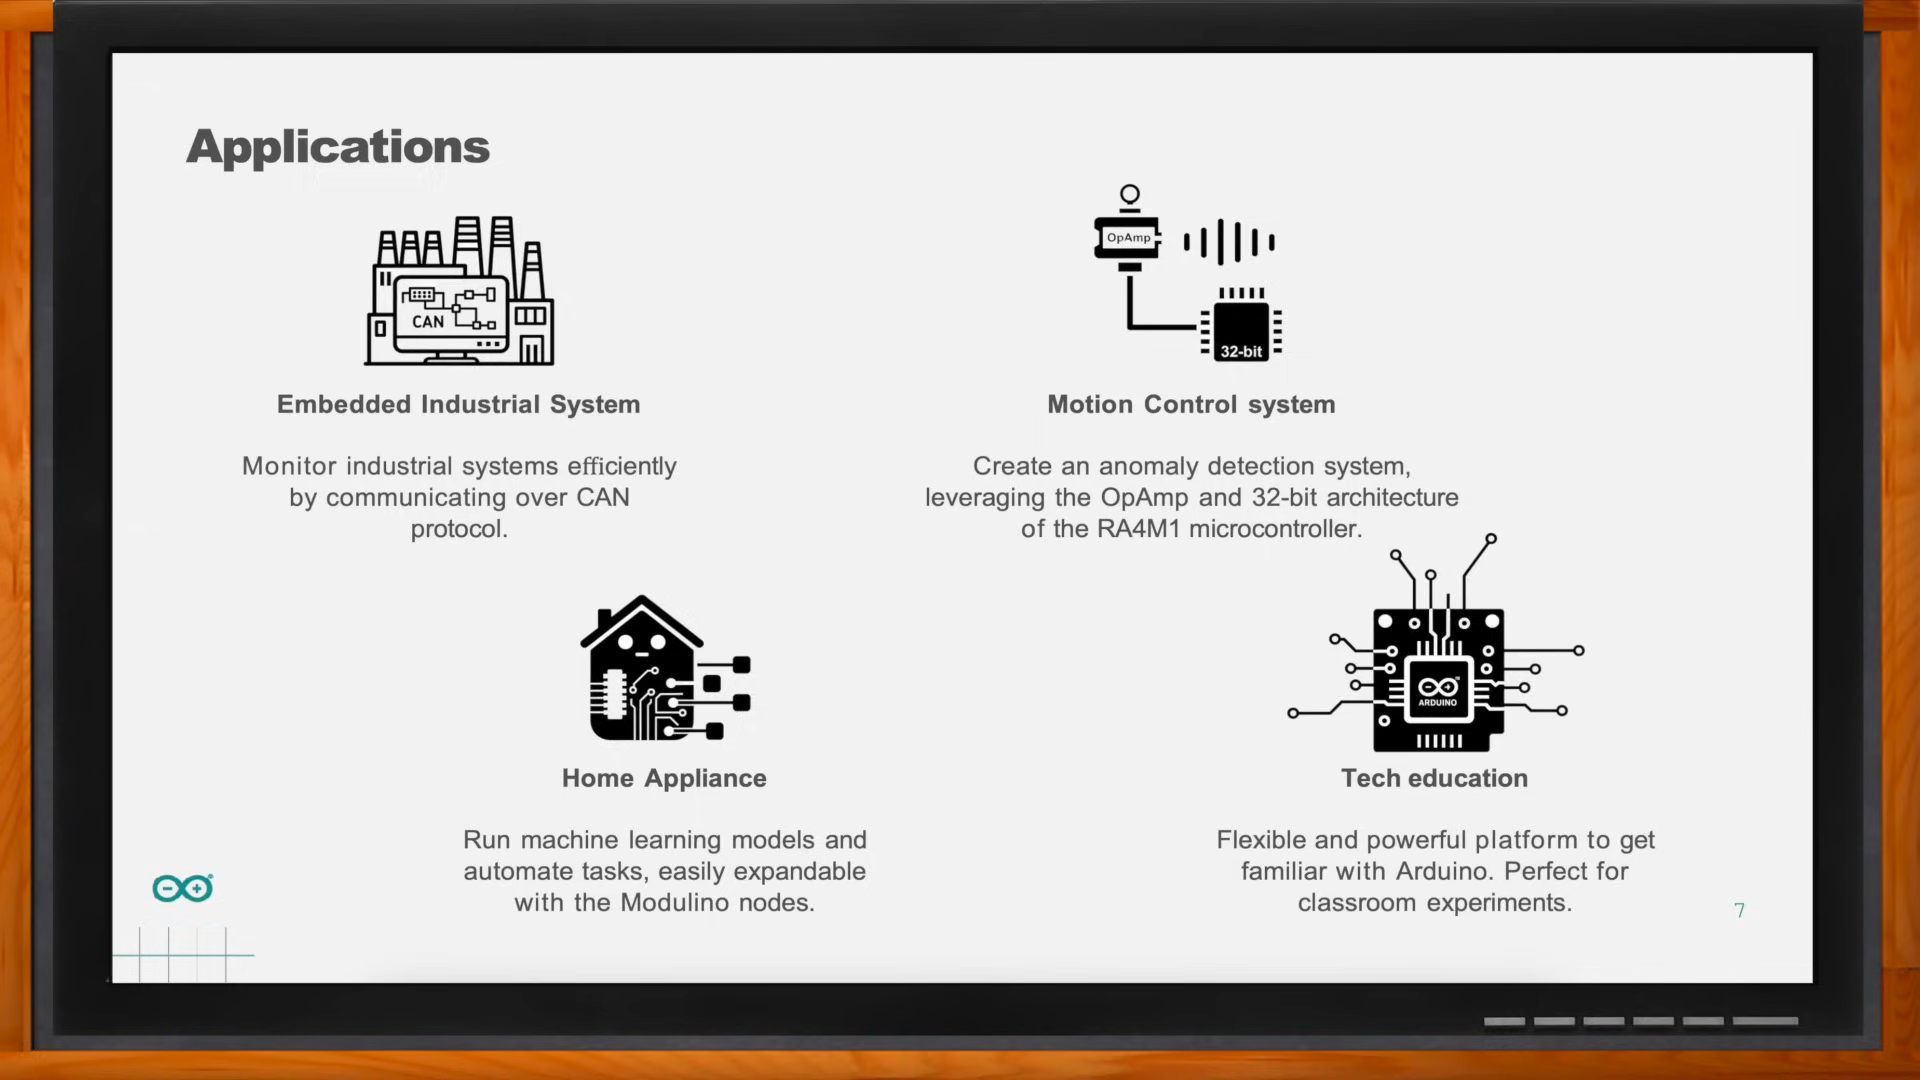 Applications
CAN
Embedded Industrial System
Monitor industrial systems efficiently
by communicating over CAN
protocol.
OpAmp
32-bit
Motion Control system
Create an anomaly detection system,
leveraging the OpAmp and 32-bit architecture
of the RA4M1 microcontroller.
Home Appliance
Run machine learning models and
automate tasks, easily expandable
with the Modulino nodes.
ARDUINO
Tech education
Flexible and powerful platform to get
familiar with Arduino. Perfect for
classroom experiments.
7